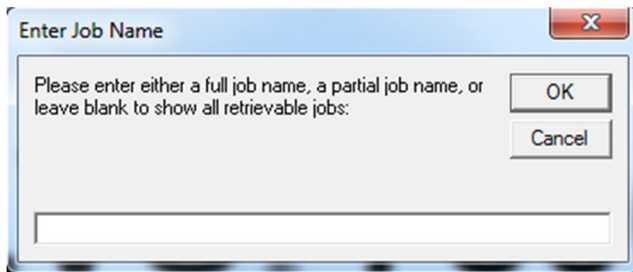 Enter Job Name
Please enter either a full job name, a partial job name, or
leave blank to show all retrievable jobs:
OK
Cancel